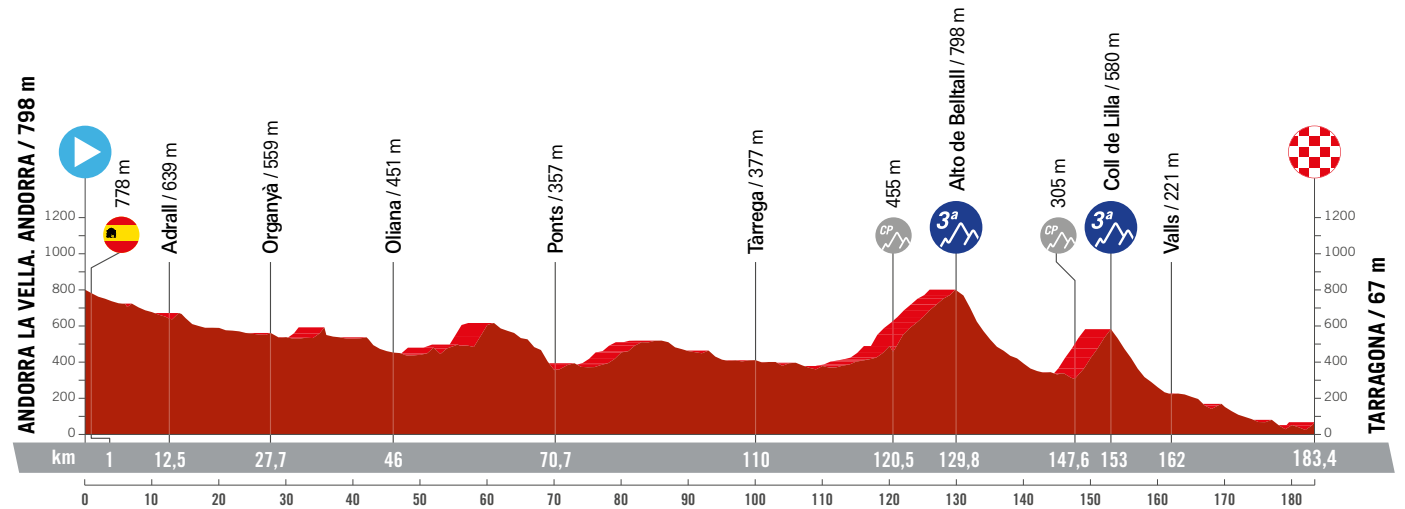 ANDORRA LA VELLA. ANDORRA / 798 m
778 m
Adrall / 639 m
Organyà / 559 m
Oliana / 451 m
Ponts / 357 m
Tàrrega / 377 m
455 m
Alto de Belltall / 798 m
305 m
Coll de Lilla / 580 m
Valls / 221 m
TARRAGONA / 67 m
CP
3ª
CP
3ª
1200
1000
800
600
400
200
0
1200
1000
800
600
400
200
0
km 1 12,5 27,7 46 70,7 110 120,5 129,8 147,6 153 162 183,4
0 10 20 30 40 50 60 70 80 90 100 110 120 130 140 150 160 170 180